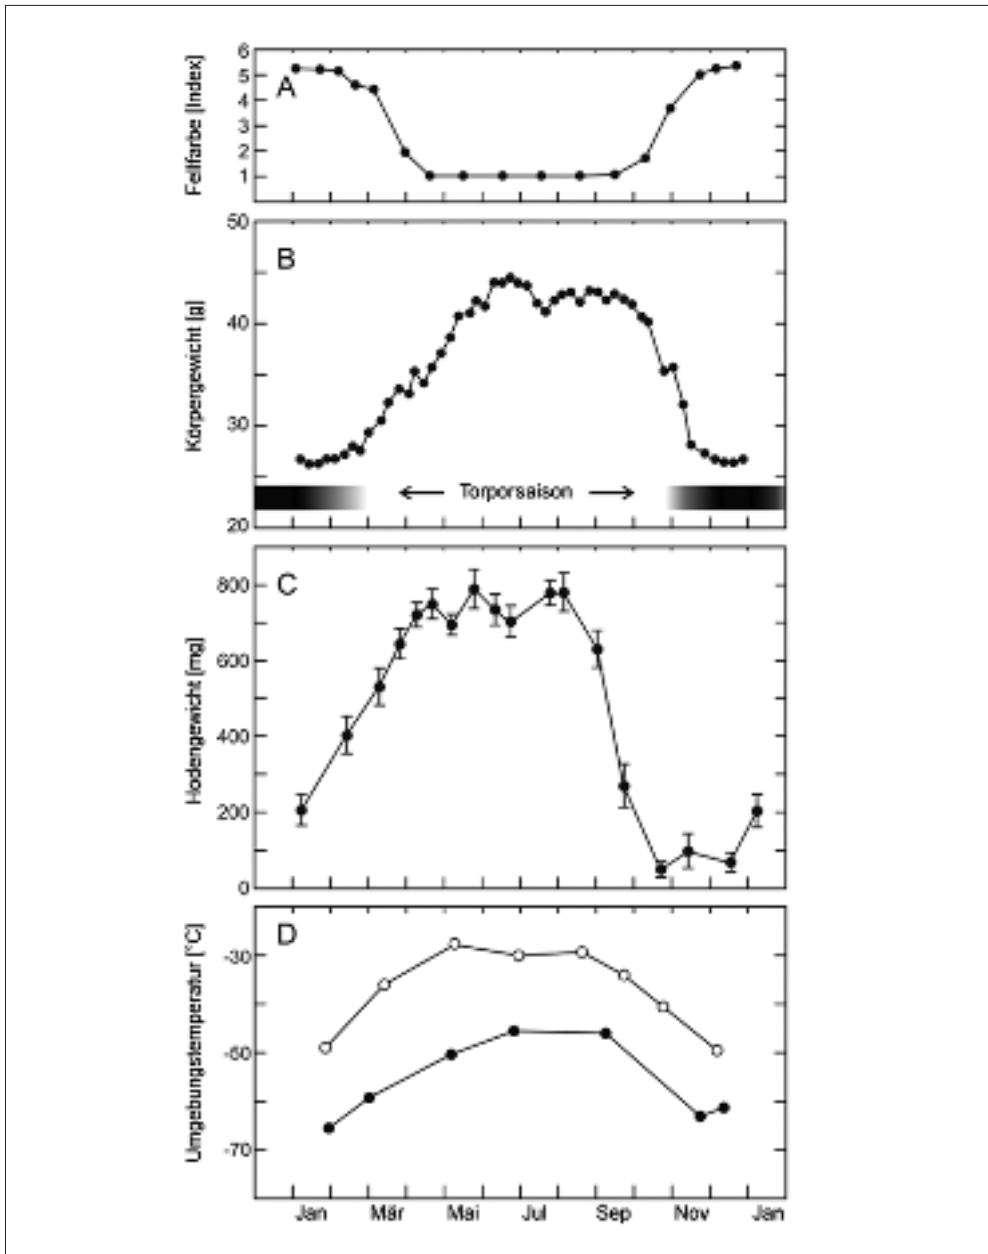 A
Fellfarbe [Index]
6
5
4
3
2
1
B
Körpergewicht [g]
50
40
30
20
Torporsaison
C
Hodengewicht [mg]
800
600
400
200
0
D
Umgebungstemperatur [°C]
-30
-50
-70
Jan Mär Mai Jul Sep Nov Jan